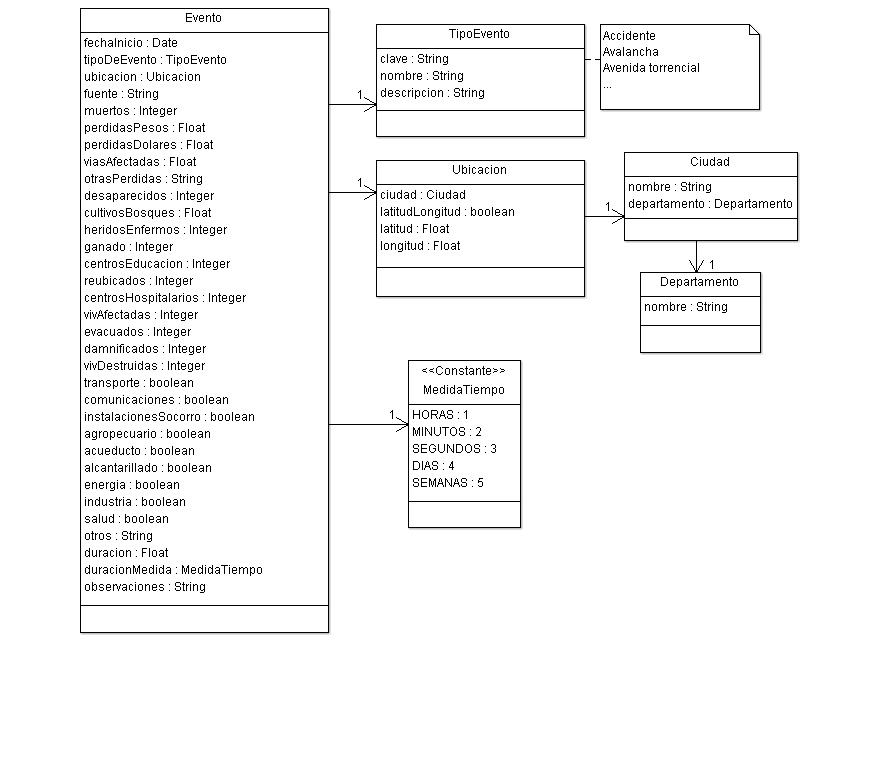 Evento
fechaInicio : Date
tipoDeEvento : TipoEvento
ubicacion : Ubicacion
fuente : String
muertos : Integer
perdidasPesos : Float
perdidasDolares : Float
viasAfectadas : Float
otrasPerdidas : String
desaparecidos : Integer
cultivosBosques : Float
heridosEnfermos : Integer
ganado : Integer
centrosEducacion : Integer
reubicados : Integer
centrosHospitalarios : Integer
vivAfectadas : Integer
evacuados : Integer
damnificados : Integer
vivDestruidas : Integer
transporte : boolean
comunicaciones : boolean
instalacionesSocorro : boolean
agropecuario : boolean
acueducto : boolean
alcantarillado : boolean
energia : boolean
industria : boolean
salud : boolean
otros : String
duracion : Float
duracionMedida : MedidaTiempo
observaciones : String
1
TipoEvento
clave : String
nombre : String
descripcion : String
Accidente
Avalancha
Avenida torrencial
...
1
Ubicacion
ciudad : Ciudad
latitudLongitud : boolean
latitud : Float
longitud : Float
1
Ciudad
nombre : String
departamento : Departamento
1
Departamento
nombre : String
1
<<Constante>>
MedidaTiempo
HORAS : 1
MINUTOS : 2
SEGUNDOS : 3
DIAS : 4
SEMANAS : 5